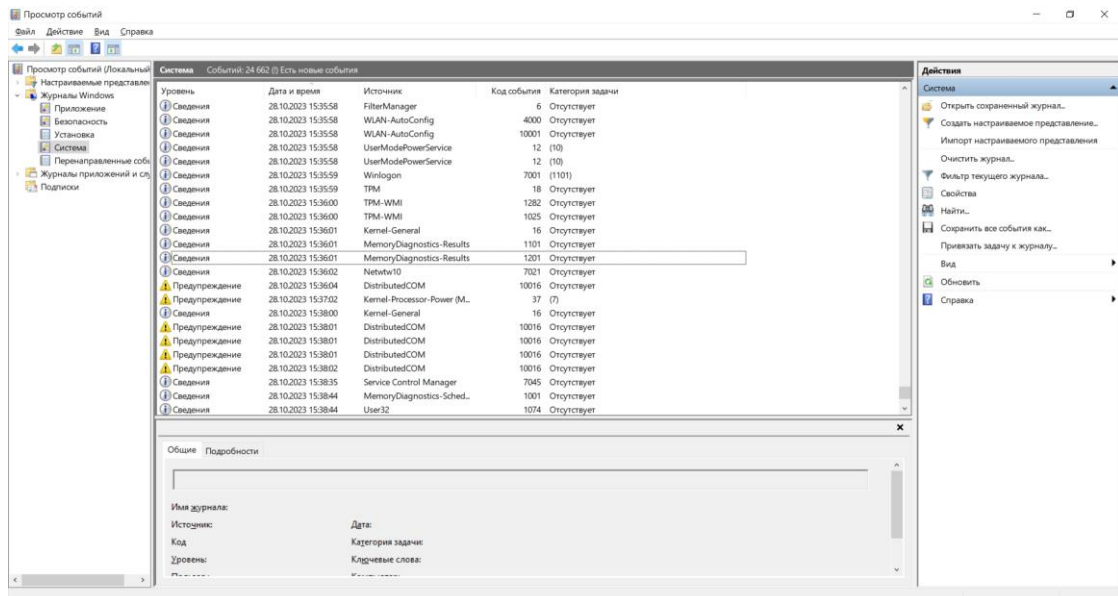 Просмотр событий
Файл Действие Вид Справка
Просмотр событий (Локальный
Настраиваемые представлен
Журналы Windows
Приложение
Безопасность
Установка
Система
Перенаправленные собы
Журналы приложений и слу
Подписки
Система Событий: 24 662 (!) Есть новые события
Уровень Дата и время Источник Код события Категория задачи
Сведения 28.10.2023 15:35:58 FilterManager 6 Отсутствует
Сведения 28.10.2023 15:35:58 WLAN-AutoConfig 4000 Отсутствует
Сведения 28.10.2023 15:35:58 WLAN-AutoConfig 10001 Отсутствует
Сведения 28.10.2023 15:35:58 UserModePowerService 12 (10)
Сведения 28.10.2023 15:35:58 UserModePowerService 12 (10)
Сведения 28.10.2023 15:35:59 Winlogon 7001 (1101)
Сведения 28.10.2023 15:35:59 TPM 18 Отсутствует
Сведения 28.10.2023 15:36:00 TPM-WMI 1282 Отсутствует
Сведения 28.10.2023 15:36:00 TPM-WMI 1025 Отсутствует
Сведения 28.10.2023 15:36:01 Kernel-General 16 Отсутствует
Сведения 28.10.2023 15:36:01 MemoryDiagnostics-Results 1101 Отсутствует
Сведения 28.10.2023 15:36:01 MemoryDiagnostics-Results 1201 Отсутствует
Сведения 28.10.2023 15:36:02 Netwtw10 7021 Отсутствует
Предупреждение 28.10.2023 15:36:04 DistributedCOM 10016 Отсутствует
Предупреждение 28.10.2023 15:37:02 Kernel-Processor-Power (M... 37 (7)
Сведения 28.10.2023 15:38:00 Kernel-General 16 Отсутствует
Предупреждение 28.10.2023 15:38:01 DistributedCOM 10016 Отсутствует
Предупреждение 28.10.2023 15:38:01 DistributedCOM 10016 Отсутствует
Предупреждение 28.10.2023 15:38:01 DistributedCOM 10016 Отсутствует
Предупреждение 28.10.2023 15:38:02 DistributedCOM 10016 Отсутствует
Сведения 28.10.2023 15:38:35 Service Control Manager 7045 Отсутствует
Сведения 28.10.2023 15:38:44 MemoryDiagnostics-Sched... 1001 Отсутствует
Сведения 28.10.2023 15:38:44 User32 1074 Отсутствует
Общие Подробности
Имя журнала:
Источник: Дата:
Код Категория задачи:
Уровень: Ключевые слова:
Действия
Система
Открыть сохраненный журнал...
Создать настраиваемое представление...
Импорт настраиваемого представления
Очистить журнал...
Фильтр текущего журнала...
Свойства
Найти...
Сохранить все события как...
Привязать задачу к журналу...
Вид
Обновить
Справка